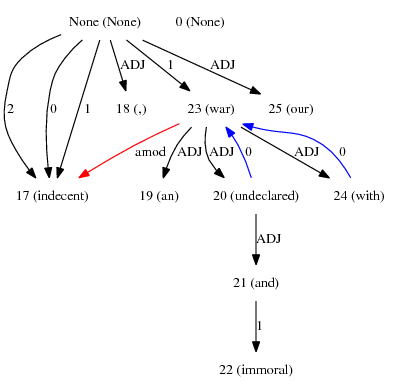 None (None) 0 (None)
ADJ 1 ADJ
2 0 1 18 (,) 23 (war) 25 (our)
amod ADJ ADJ 0 ADJ 0
17 (indecent) 19 (an) 20 (undeclared) 24 (with)
ADJ
21 (and)
1
22 (immoral)